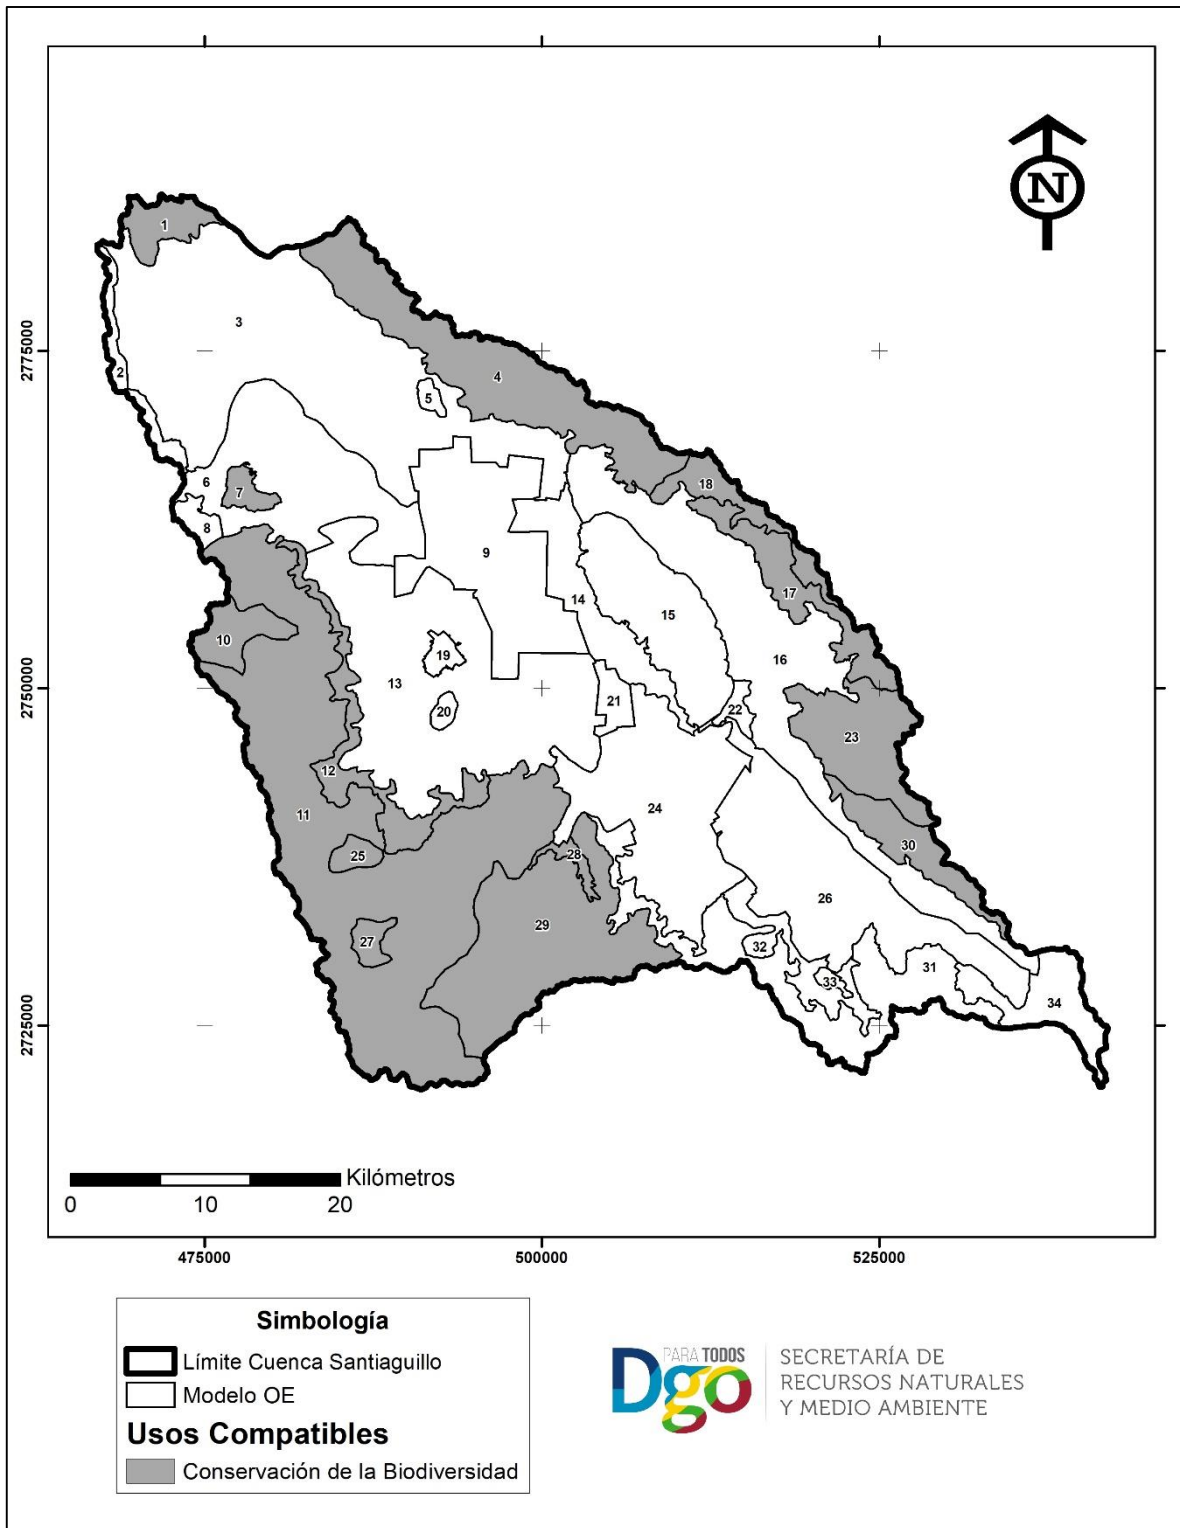 N
1
3
2
4
5
6
7
18
8
9
17
14
15
10
16
19
13
21
20
22
23
12
24
11
28
30
25
26
29
27
32
31
33
34
2775000
2750000
2725000
Kilómetros
0 10 20
475000 500000 525000
Simbología
Límite Cuenca Santiaguillo
Modelo OE
Usos Compatibles
Conservación de la Biodiversidad
PARA TODOS
Dgo
SECRETARÍA DE
RECURSOS NATURALES
Y MEDIO AMBIENTE